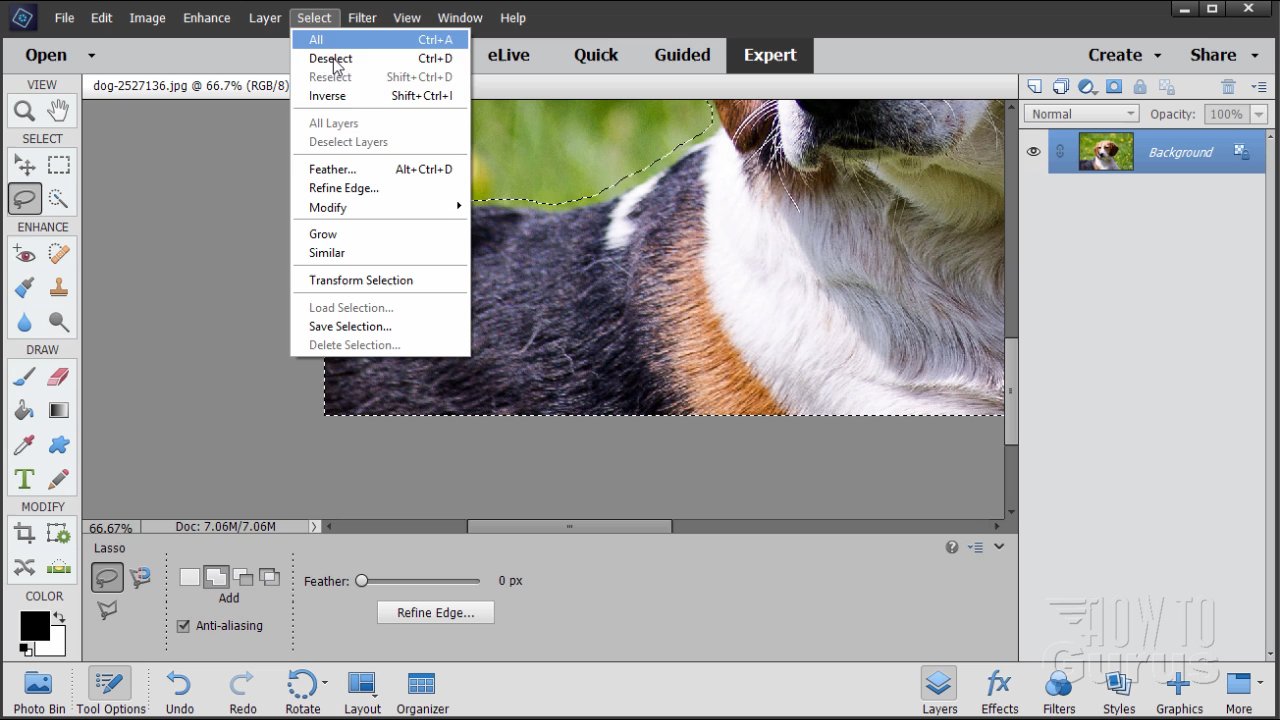 File Edit Image Enhance Layer Select Filter View Window Help
Open eLive Quick Guided Expert Create Share
dog-2527136.jpg @ 66.7% (RGB/8)
All Ctrl+A
Deselect Ctrl+D
Reselect Shift+Ctrl+D
Inverse Shift+Ctrl+I
All Layers
Deselect Layers
Feather... Alt+Ctrl+D
Refine Edge...
Modify
Grow
Similar
Transform Selection
Load Selection...
Save Selection...
Delete Selection...
VIEW
SELECT
ENHANCE
DRAW
MODIFY
COLOR
Normal Opacity: 100%
Background
66.67% Doc: 7.06M/7.06M
Lasso
Add
Anti-aliasing
Feather: 0 px
Refine Edge...
HOW TO
Gurus
Photo Bin Tool Options Undo Redo Rotate Layout Organizer Layers Effects Filters Styles Graphics More